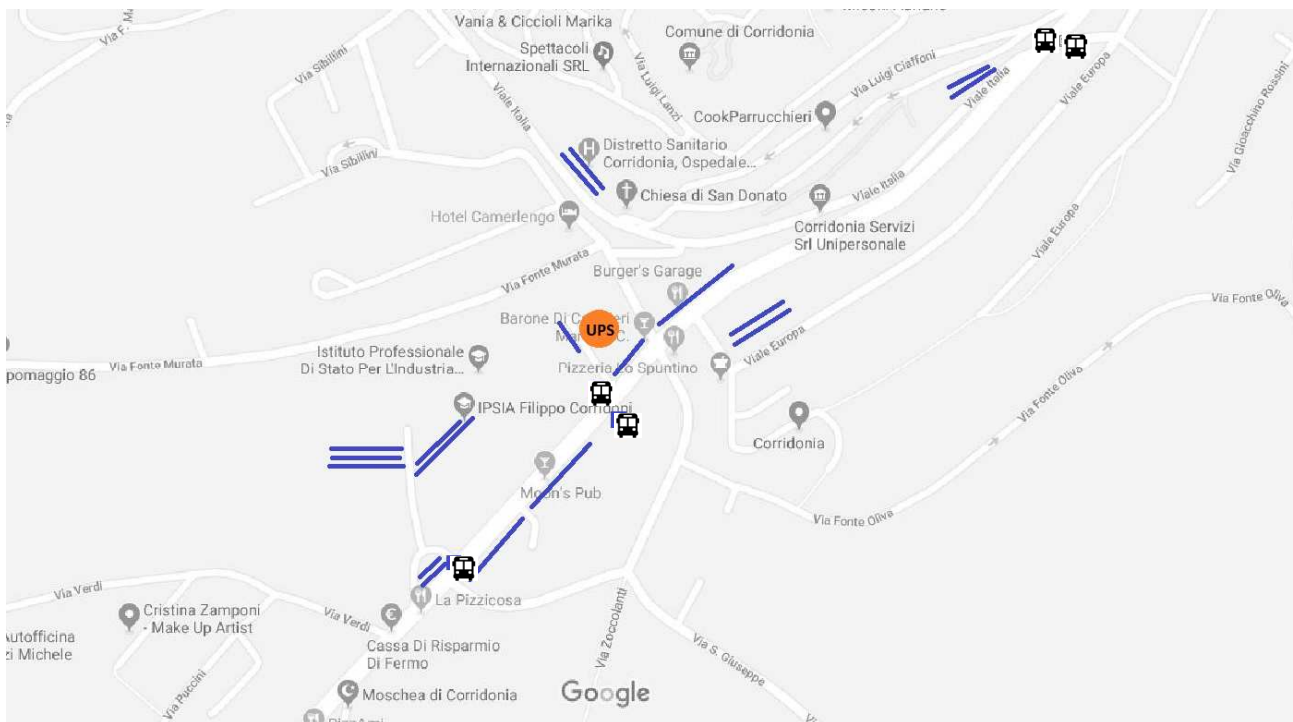 Vania & Ciccioli Marika
Spettacoli
Internazionali SRL
Comune di Corridonia
Via Sibillini
Via Luigi Lanzi
Via Luigi Ciaffoni
Viale Italia
Viale Europa
Via Gioacchino Rossini
Viale Italia
CookParrucchieri
Via Sibillini
Distretto Sanitario
Corridonia, Ospedale...
Chiesa di San Donato
Viale Italia
Hotel Camerlengo
Corridonia Servizi
Srl Unipersonale
Viale Europa
Via Fonte Murata
Burger's Garage
Via Fonte Oliva
Barone Di
UPS
Istituto Professionale
Di Stato Per L'Industria...
Via Fonte Murata
Pizzeria Lo Spuntino
Viale Europa
pomaggio 86
Via Fonte Oliva
IPSIA Filippo Corridoni
Corridonia
Moon's Pub
Via Fonte Oliva
Via Verdi
La Pizzicosa
Cristina Zamponi
- Make Up Artist
Via Verdi
Autofficina
zi Michele
Cassa Di Risparmio
Di Fermo
Via Zoccolanti
Via S. Giuseppe
Via Puccini
Moschea di Corridonia
Google